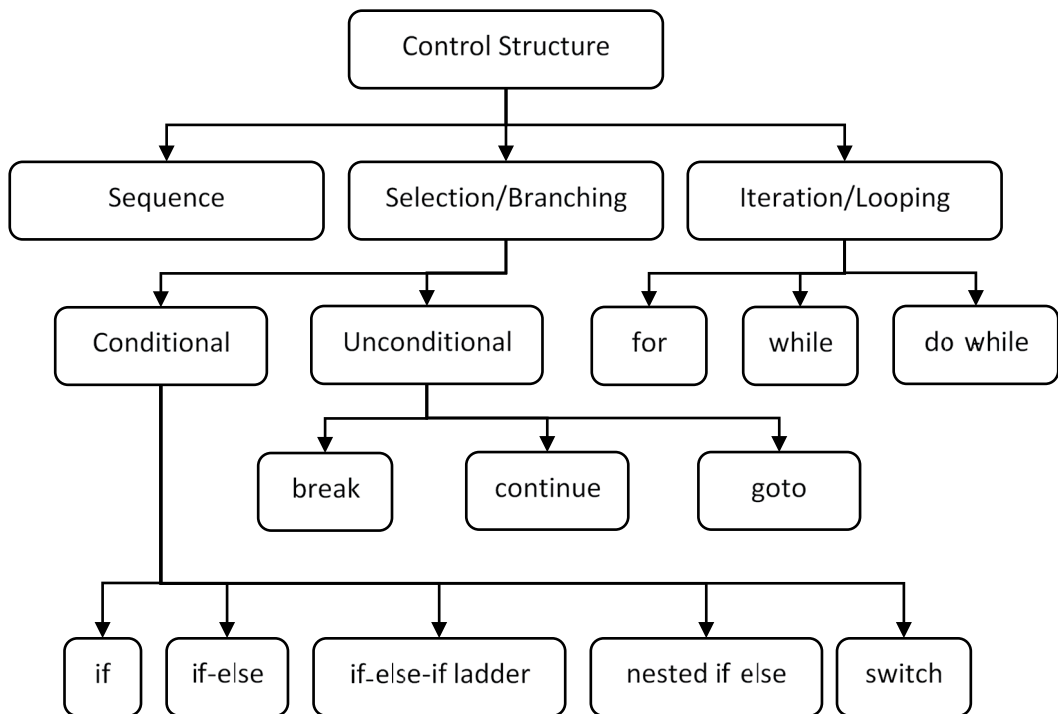 Control Structure
Sequence
Selection/Branching
Iteration/Looping
Conditional
Unconditional
for
while
do while
break
continue
goto
if
if-else
if-else-if ladder
nested if else
switch